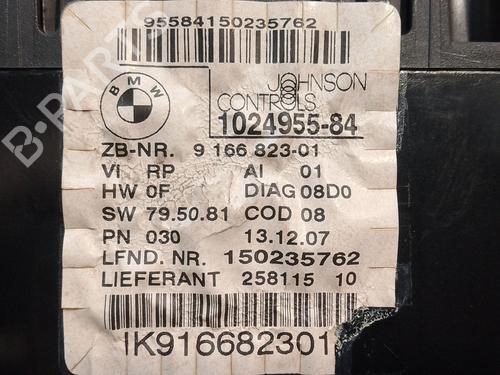 95584150235762
BMW
JOHNSON
CONTROLS
1024955-84
ZB-NR. 9 166 823-01
VI RP AI 01
HW 0F DIAG 08D0
SW 79.50.81 COD 08
PN 030 13.12.07
LFND. NR. 150235762
LIEFERANT 258115 10
IK916682301
B-PARTS